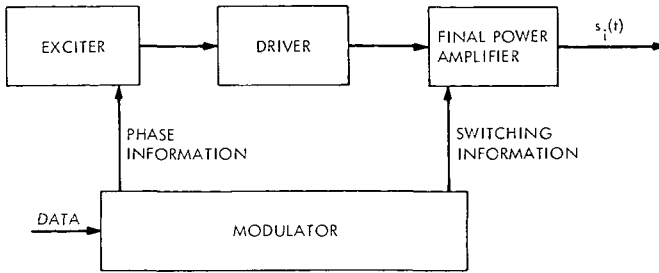 EXCITER
DRIVER
FINAL POWER
AMPLIFIER
s_i(t)
PHASE
INFORMATION
SWITCHING
INFORMATION
DATA
MODULATOR